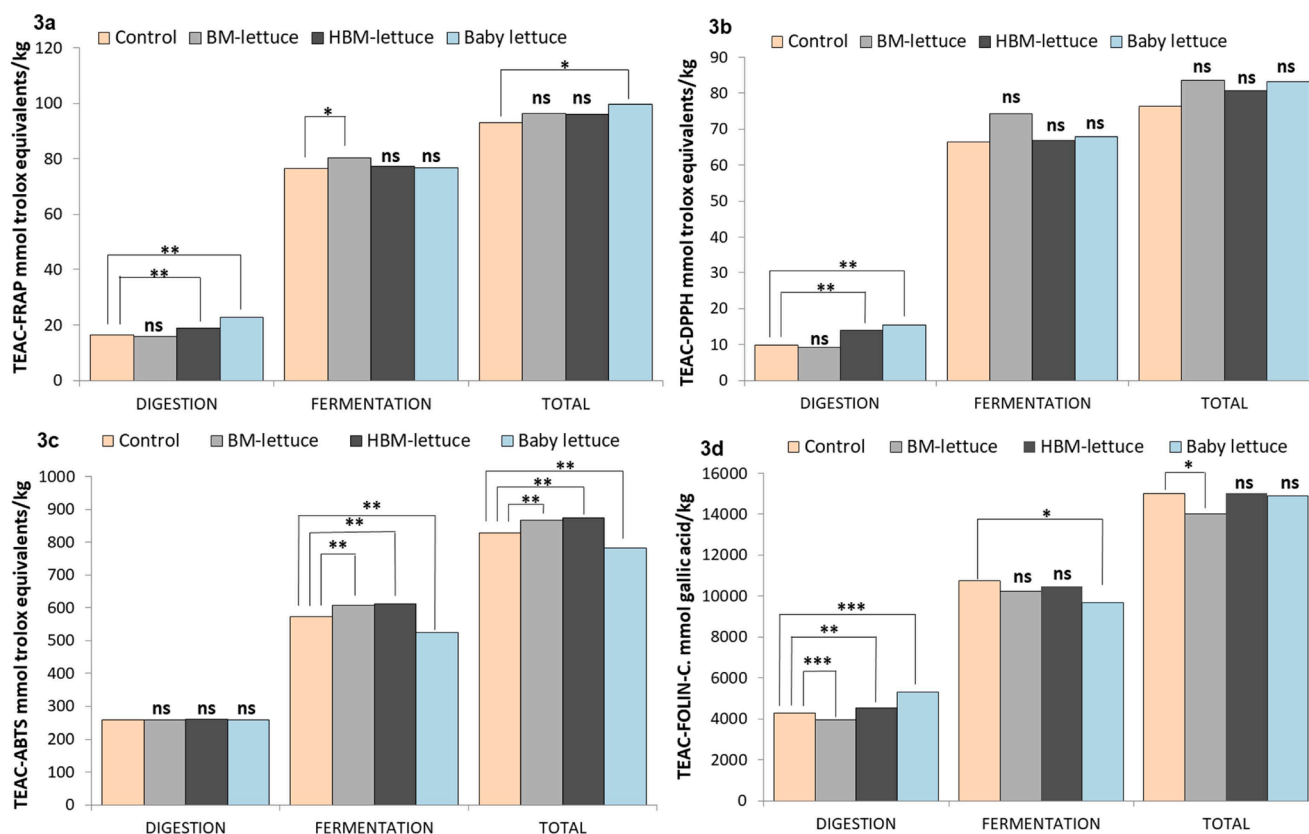 3a
Control BM-lettuce HBM-lettuce Baby lettuce
TEAC-FRAP mmol trolox equivalents/kg
120
100
80
60
40
20
0
** ** ns
* ns ns
* ns ns
DIGESTION FERMENTATION TOTAL
3b
Control BM-lettuce HBM-lettuce Baby lettuce
TEAC-DPPH mmol trolox equivalents/kg
90
80
70
60
50
40
30
20
10
0
** ** ns
ns ns ns
ns ns ns
DIGESTION FERMENTATION TOTAL
3c
Control BM-lettuce HBM-lettuce Baby lettuce
TEAC-ABTS mmol trolox equivalents/kg
1000
900
800
700
600
500
400
300
200
100
0
ns ns ns
** ** **
** ** **
DIGESTION FERMENTATION TOTAL
3d
Control BM-lettuce HBM-lettuce Baby lettuce
TEAC-FOLIN-C. mmol gallic acid/kg
16000
14000
12000
10000
8000
6000
4000
2000
0
*** ** ***
* ns ns
* ns ns
DIGESTION FERMENTATION TOTAL